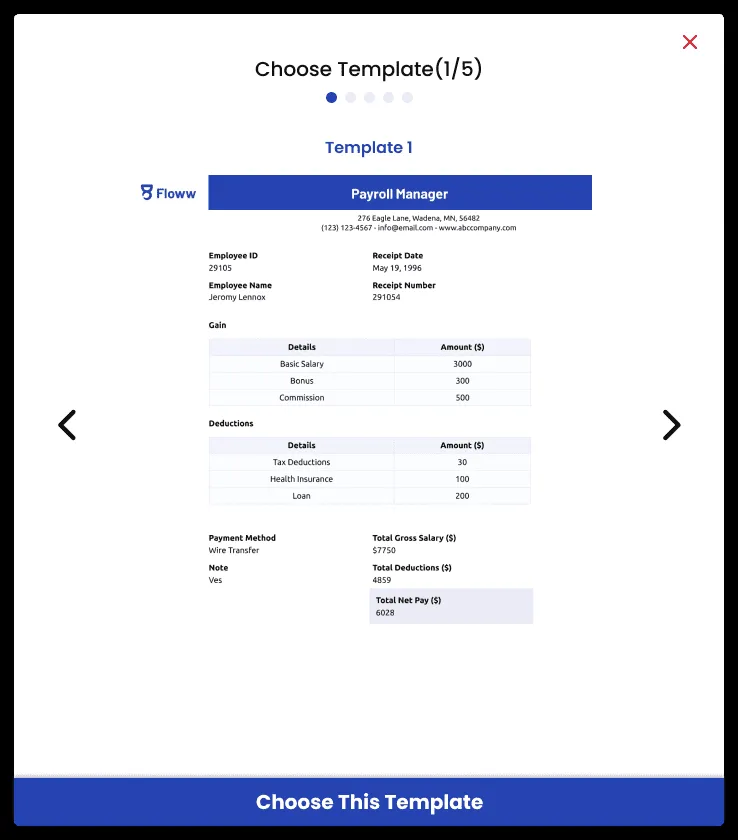 Choose Template(1/5)
Template 1
Floww
Payroll Manager
276 Eagle Lane, Wadena, MN, 56482
(123) 123-4567 - info@email.com - www.abccompany.com
Employee ID Receipt Date
29105 May 19, 1996
Employee Name Receipt Number
Jeromy Lennox 291054
Gain
Details Amount ($)
Basic Salary 3000
Bonus 300
Commission 500
Deductions
Details Amount ($)
Tax Deductions 30
Health Insurance 100
Loan 200
Payment Method Total Gross Salary ($)
Wire Transfer $7750
Note Total Deductions ($)
Ves 4859
Total Net Pay ($)
6028
Choose This Template